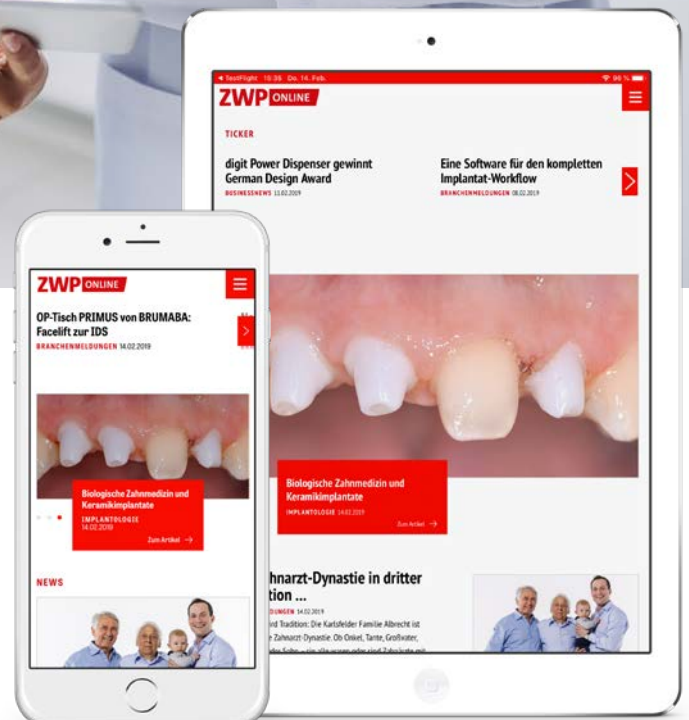 TestFlight 15:36 Do. 14. Feb. 96 %
ZWP ONLINE
TICKER
digit Power Dispenser gewinnt
German Design Award
BUSINESSNEWS 13.02.2019
Eine Software für den kompletten
Implantat-Workflow
BRANCHENMELDUNGEN 08.02.2019
Biologische Zahnmedizin und
Keramikimplantate
IMPLANTOLOGIE 14.02.2019
Zum Artikel →
hnarzt-Dynastie in dritter
tion ...
DUNGEN 14.02.2019
rd Tradition: Die Karlsfelder Familie Albrecht ist
e Zahnarzt-Dynastie. Ob Onkel, Tante, Großvater,
ZWP ONLINE
OP-Tisch PRIMUS von BRUMABA:
Facelift zur IDS
BRANCHENMELDUNGEN 14.02.2019
Biologische Zahnmedizin und
Keramikimplantate
IMPLANTOLOGIE
14.02.2019
Zum Artikel →
NEWS